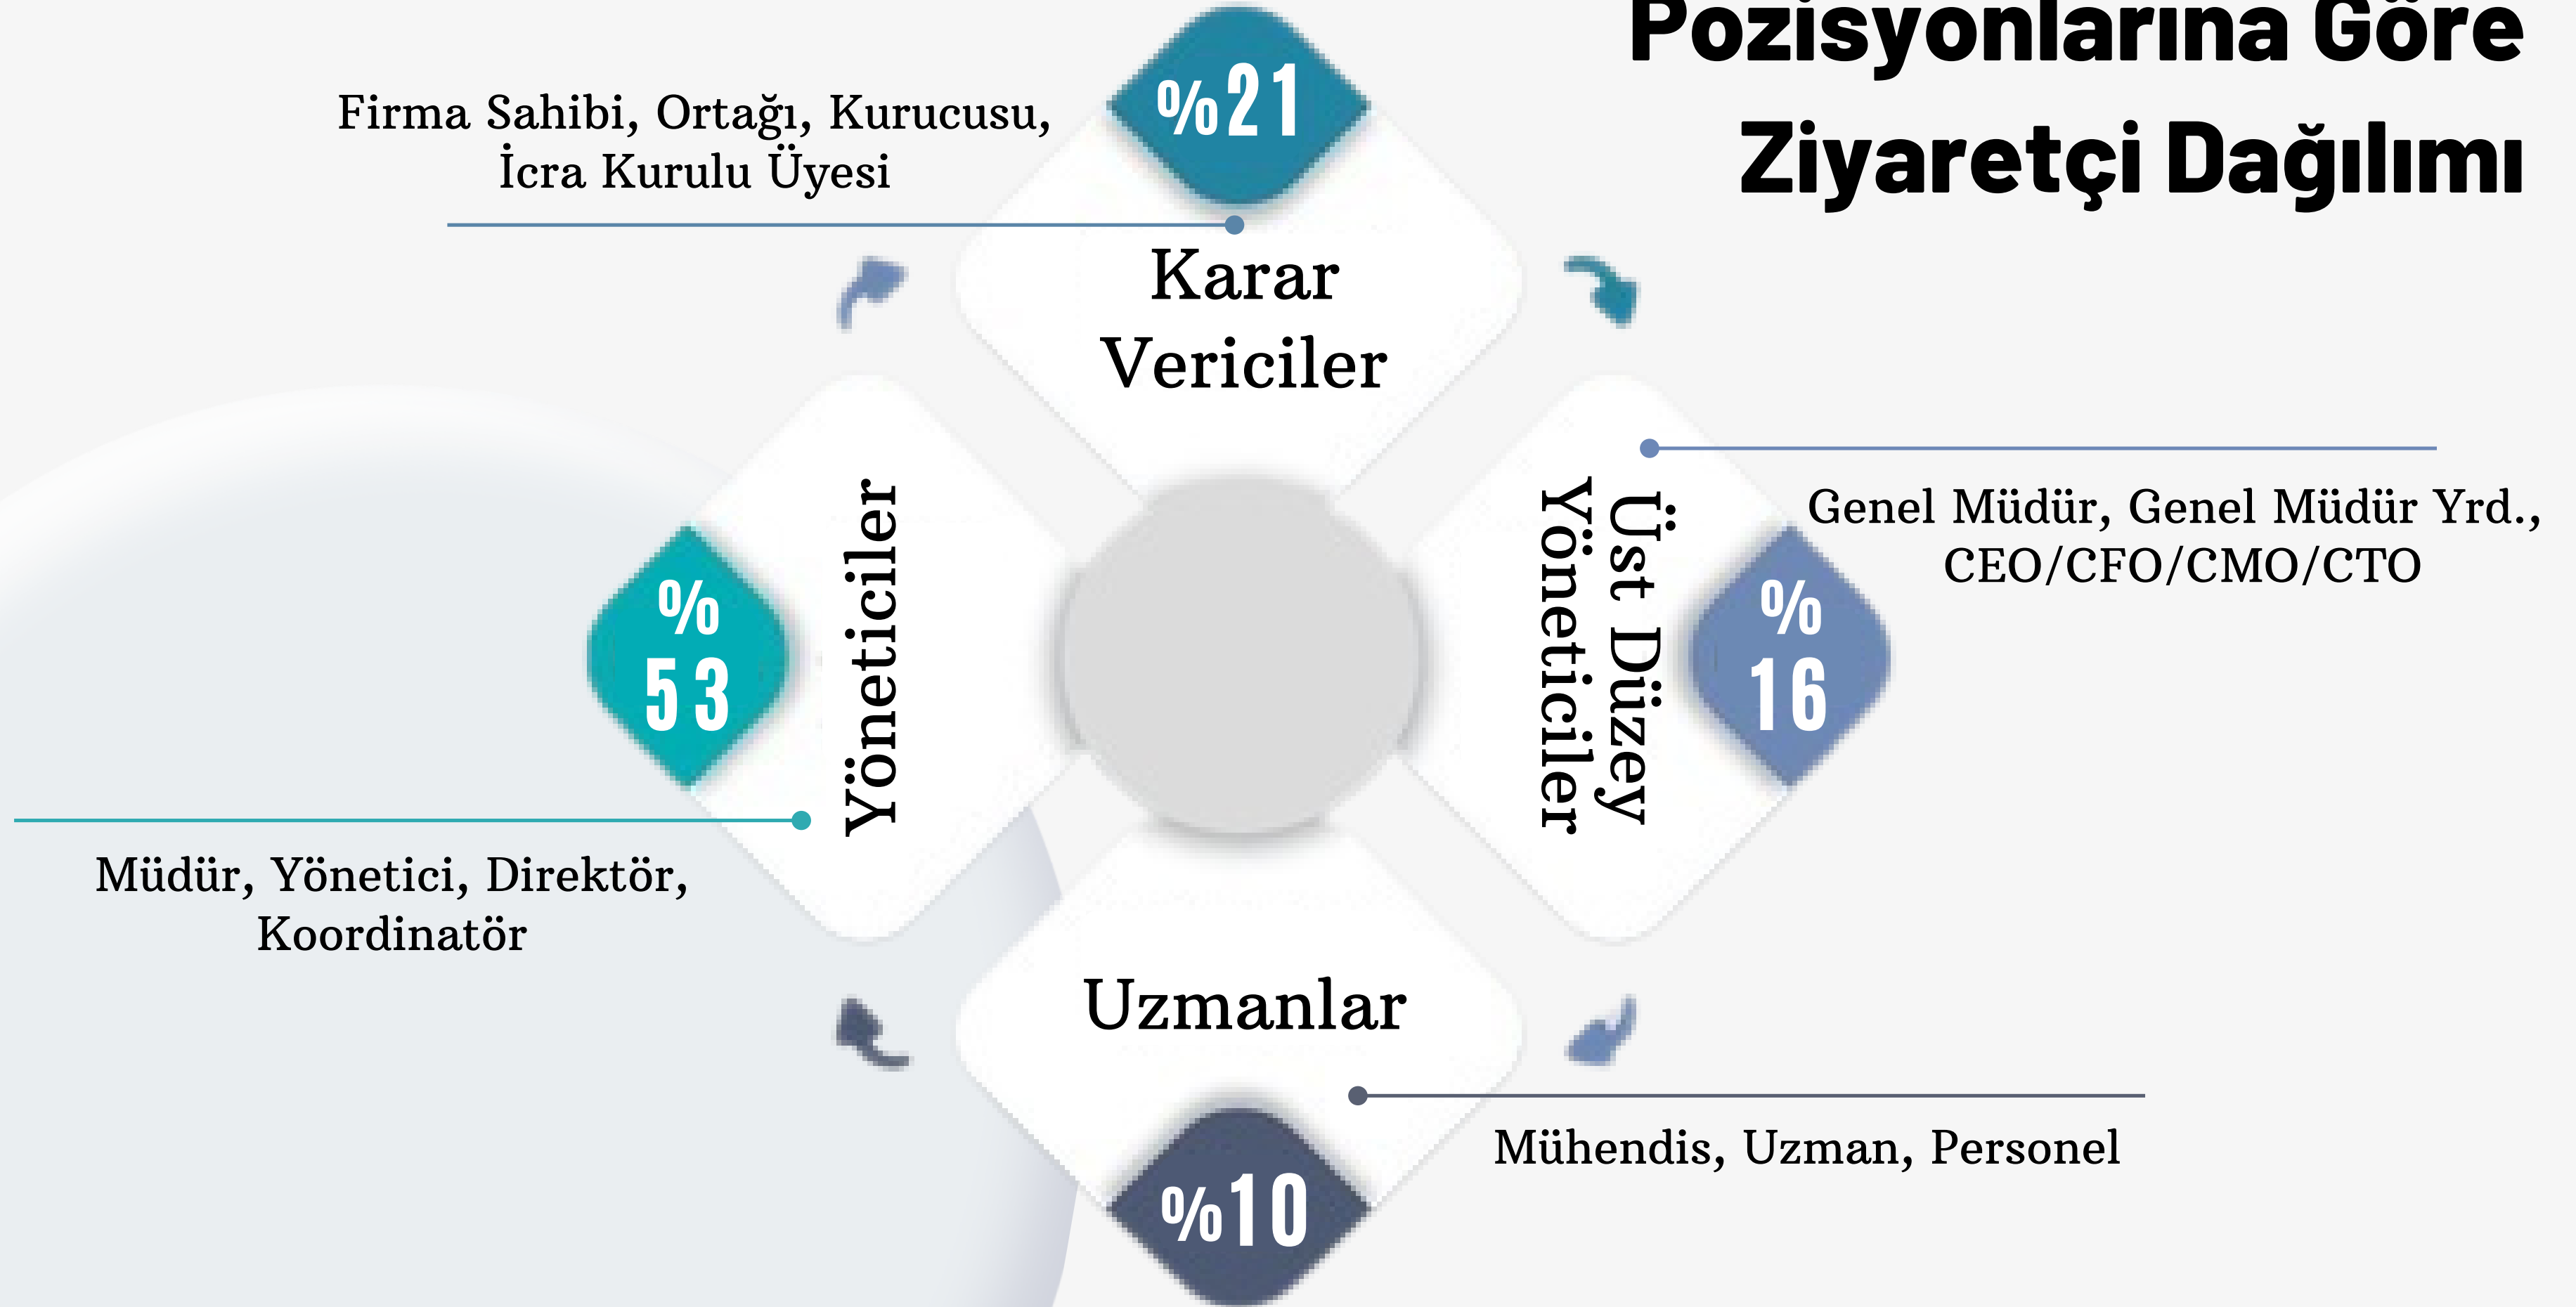 Pozisyonlarına Göre
Ziyaretçi Dağılımı
%21
Firma Sahibi, Ortağı, Kurucusu,
İcra Kurulu Üyesi
Karar
Vericiler
Üst Düzey
Yöneticiler
%
16
Genel Müdür, Genel Müdür Yrd.,
CEO/CFO/CMO/CTO
Yöneticiler
%
53
Müdür, Yönetici, Direktör,
Koordinatör
Uzmanlar
%10
Mühendis, Uzman, Personel